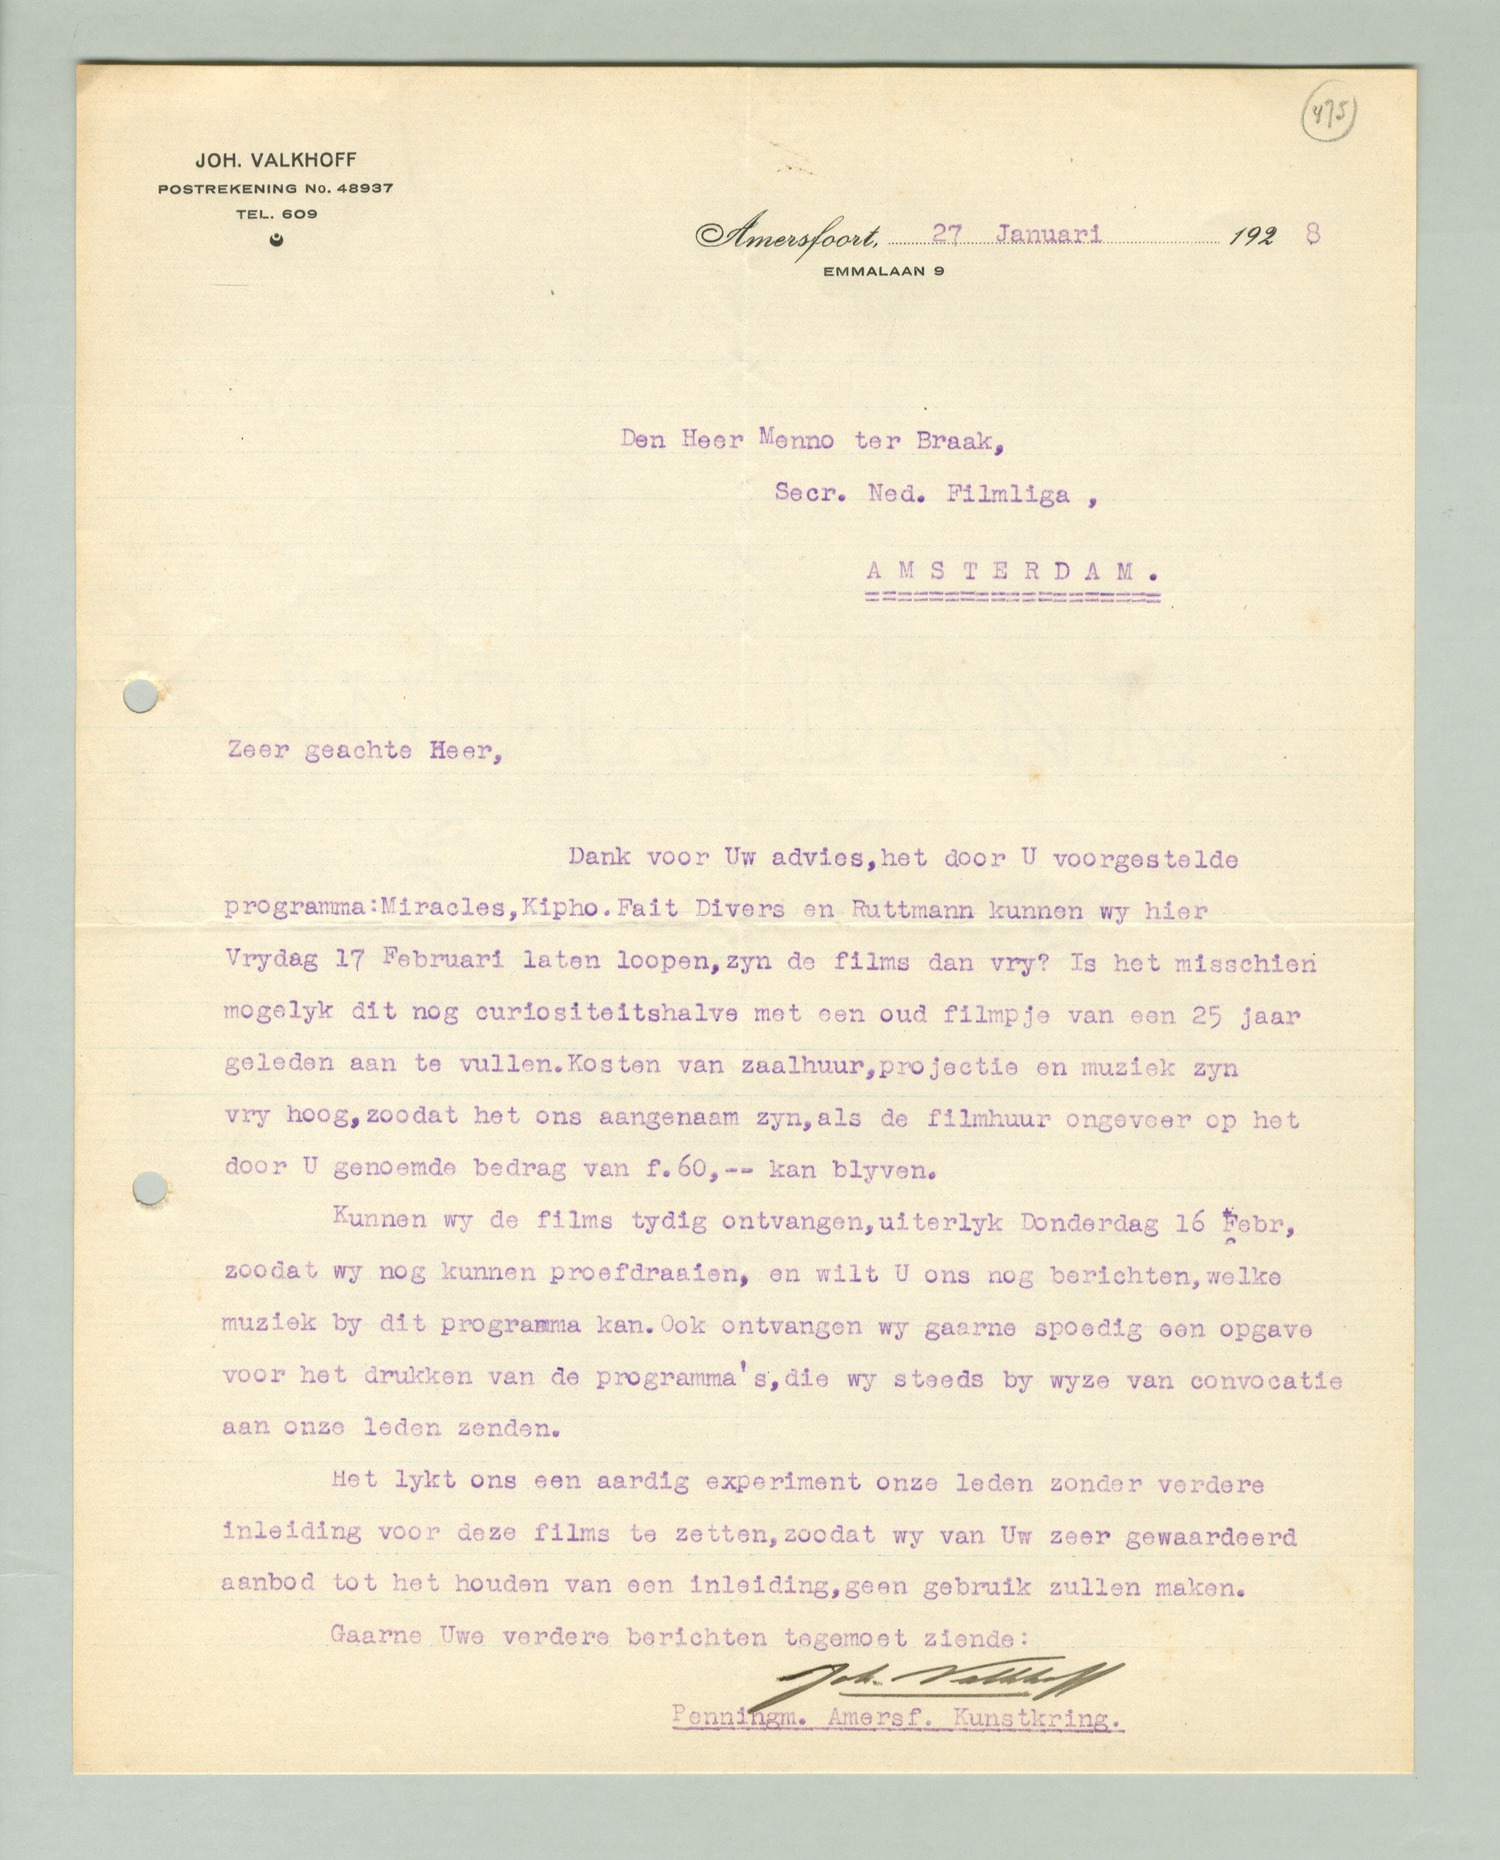 475
JOH. VALKHOFF
POSTREKENING No. 48937
TEL. 609
Amersfoort, 27 Januari 1928
EMMALAAN 9
Den Heer Menno ter Braak,
Secr. Ned. Filmliga ,
A M S T E R D A M .
Zeer geachte Heer,
Dank voor Uw advies,het door U voorgestelde
programma:Miracles,Kipho.Fait Divers en Ruttmann kunnen wy hier
Vrydag 17 Februari laten loopen,zyn de films dan vry? Is het misschien
mogelyk dit nog curiositeitshalve met een oud filmpje van een 25 jaar
geleden aan te vullen.Kosten van zaalhuur,projectie en muziek zyn
vry hoog,zoodat het ons aangenaam zyn,als de filmhuur ongeveer op het
door U genoemde bedrag van f.60,-- kan blyven.
Kunnen wy de films tydig ontvangen,uiterlyk Donderdag 16 Febr,
zoodat wy nog kunnen proefdraaien, en wilt U ons nog berichten,welke
muziek by dit programma kan.Ook ontvangen wy gaarne spoedig een opgave
voor het drukken van de programma's,die wy steeds by wyze van convocatie
aan onze leden zenden.
Het lykt ons een aardig experiment onze leden zonder verdere
inleiding voor deze films te zetten,zoodat wy van Uw zeer gewaardeerd
aanbod tot het houden van een inleiding,geen gebruik zullen maken.
Gaarne Uwe verdere berichten tegemoet ziende:
Joh. Valkhoff
Penningm. Amersf. Kunstkring.